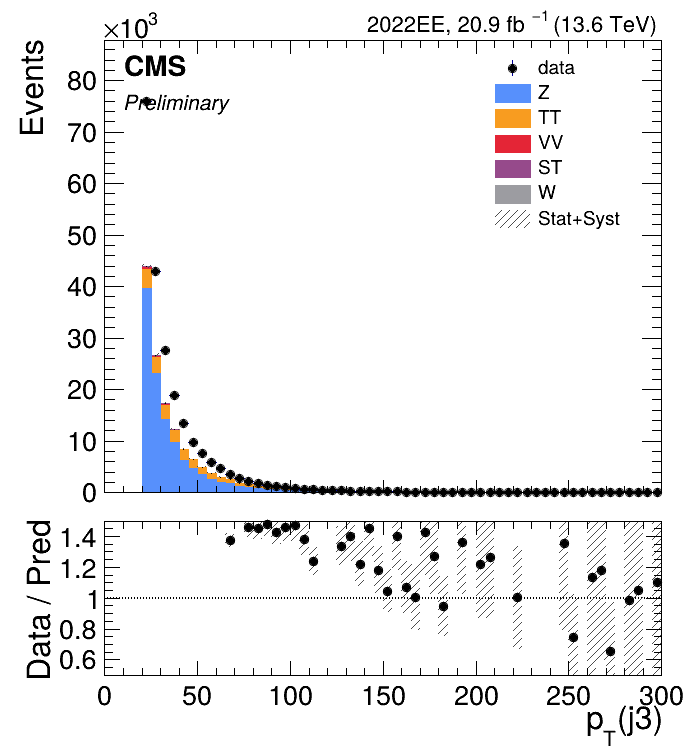 ×10³
2022EE, 20.9 fb ⁻¹ (13.6 TeV)
Events
CMS
Preliminary
data
Z
TT
VV
ST
W
Stat+Syst
80
70
60
50
40
30
20
10
0
Data / Pred
1.4
1.2
1
0.8
0.6
0 50 100 150 200 250 300
p_T(j3)